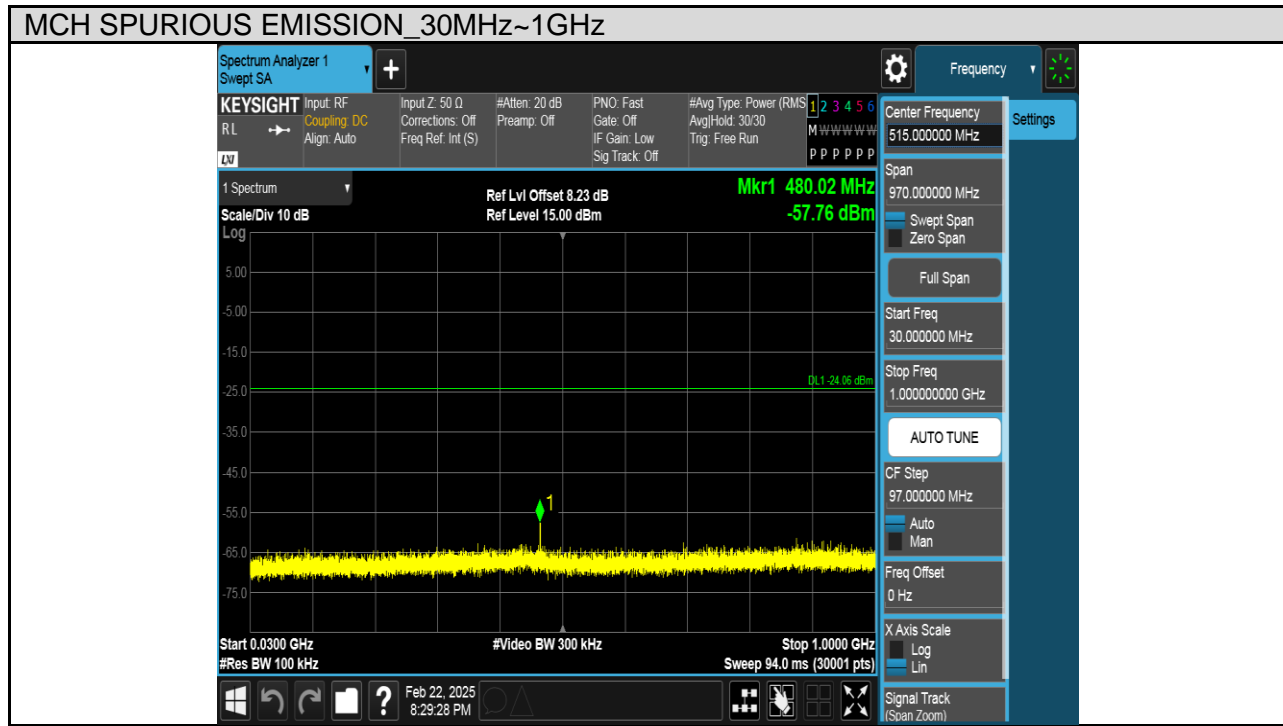 MCH SPURIOUS EMISSION_30MHz~1GHz
Spectrum Analyzer 1
Swept SA
+
Frequency
KEYSIGHT
RL
LXI
Input: RF
Coupling: DC
Align: Auto
Input Z: 50 Ω
Corrections: Off
Freq Ref: Int (S)
#Atten: 20 dB
Preamp: Off
PNO: Fast
Gate: Off
IF Gain: Low
Sig Track: Off
#Avg Type: Power (RMS
Avg|Hold: 30/30
Trig: Free Run
1 2 3 4 5 6
M W W W W W
P P P P P P
Center Frequency
515.000000 MHz
Settings
1 Spectrum
Scale/Div 10 dB
Ref Lvl Offset 8.23 dB
Ref Level 15.00 dBm
Mkr1 480.02 MHz
-57.76 dBm
Log
5.00
-5.00
-15.0
-25.0
-35.0
-45.0
-55.0
-65.0
-75.0
DL1 -24.06 dBm
1
Start 0.0300 GHz
#Res BW 100 kHz
#Video BW 300 kHz
Stop 1.0000 GHz
Sweep 94.0 ms (30001 pts)
Span
970.000000 MHz
Swept Span
Zero Span
Full Span
Start Freq
30.000000 MHz
Stop Freq
1.000000000 GHz
AUTO TUNE
CF Step
97.000000 MHz
Auto
Man
Freq Offset
0 Hz
X Axis Scale
Log
Lin
Signal Track
(Span Zoom)
?
Feb 22, 2025
8:29:28 PM